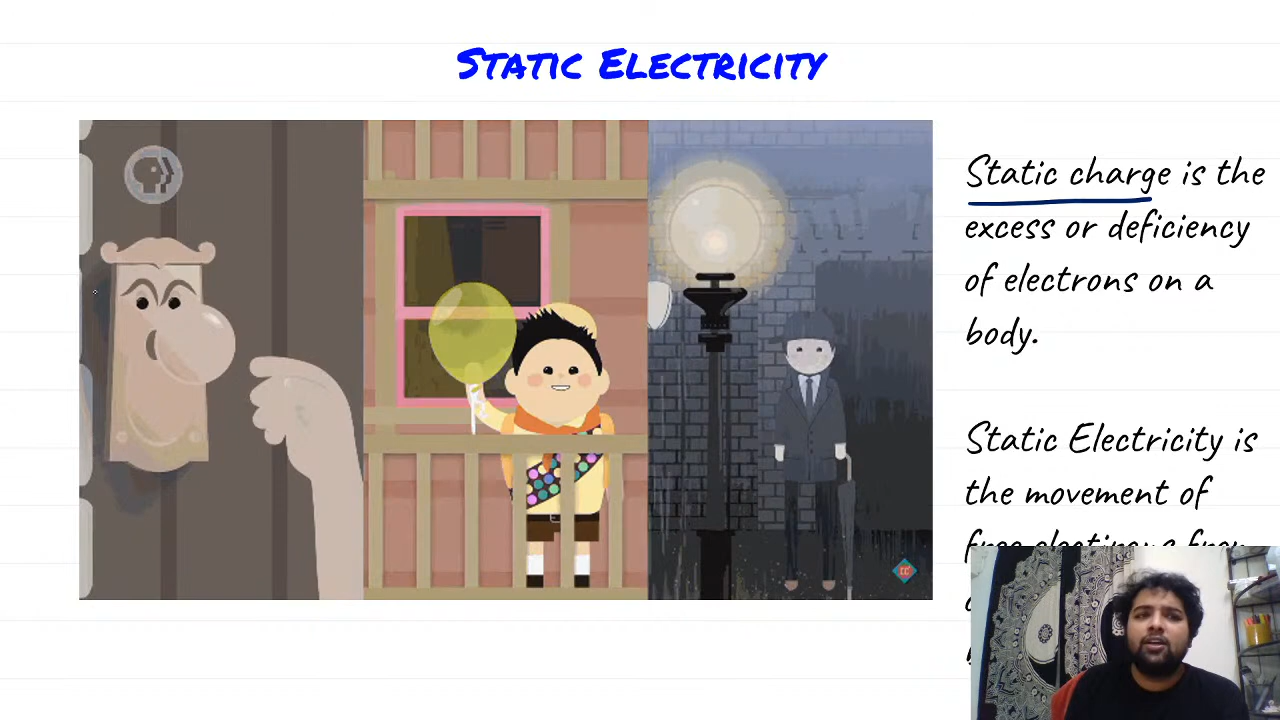 Static Electricity
Static charge is the
excess or deficiency
of electrons on a
body.
Static Electricity is
the movement of
free